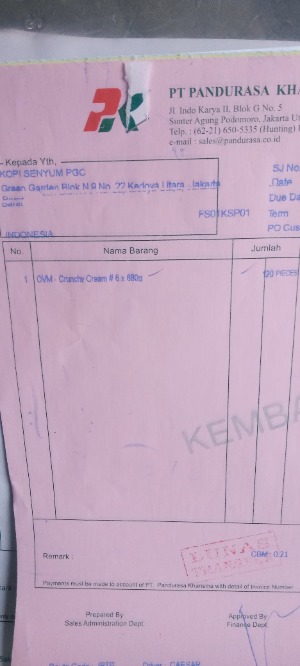 PT PANDURASA KHA
Jl. Indo Karya II, Blok G No. 5
Sunter Agung Podomoro, Jakarta Ut
Telp. : (62-21) 650-5335 (Hunting)
e-mail : sales@pandurasa.co.id
Kepada Yth,
KOPI SENYUM PGC
Green Garden Blok N 9 No. 22 Kedoya Utara, Jakarta
INDONESIA
FS01KSP01
SJ No
Date
Due Da
Term
PO Cus
No. Nama Barang Jumlah
1 OVM - Crunchy Cream # 6 x 680g 120 PIECES
KEMBA
Remark :
LUNAS
TRANSFER
CBM : 0.21
Payments must be made to account of PT. Pandurasa Kharisma with detail of Invoice Number
Prepared By
Sales Administration Dept.
Approved By
Finance Dept.